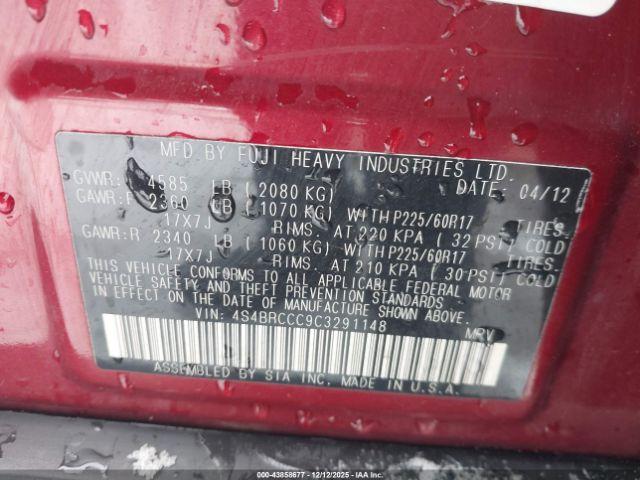 MFD. BY FUJI HEAVY INDUSTRIES LTD.
GVWR: 4585 LB (2080 KG) DATE: 04/12
GAWR:F 2360 LB (1070 KG) WITH P225/60R17 TIRES.
17X7J RIMS. AT 220 KPA (32 PSI) COLD
GAWR:R 2340 LB (1060 KG) WITH P225/60R17 TIRES.
17X7J RIMS. AT 210 KPA (30 PSI) COLD
THIS VEHICLE CONFORMS TO ALL APPLICABLE FEDERAL MOTOR
VEHICLE SAFETY AND THEFT PREVENTION STANDARDS
IN EFFECT ON THE DATE OF MANUFACTURE SHOWN ABOVE.
VIN: 4S4BRCCC9C3291148 MPV
ASSEMBLED BY SIA INC. MADE IN U.S.A.
000-43858677 - 12/12/2025 - IAAI.COM